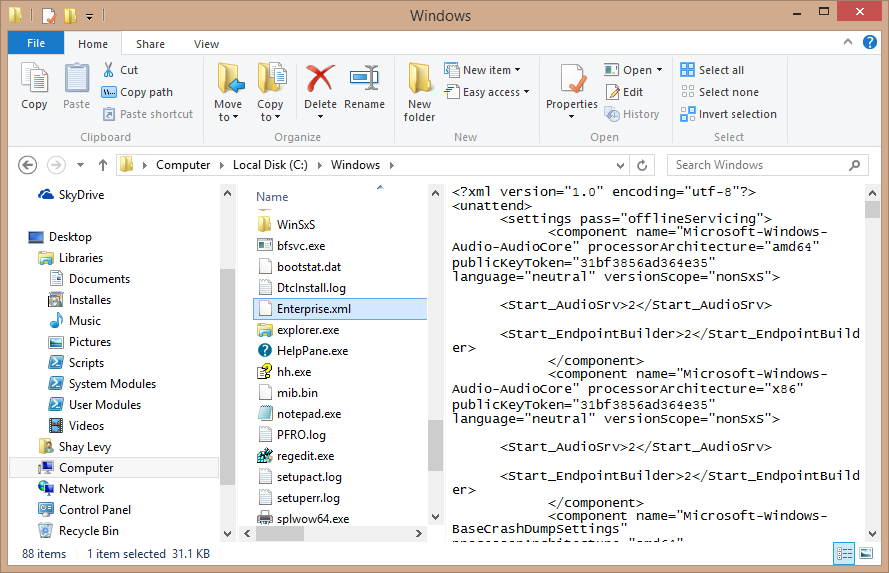 Windows
File Home Share View
Copy
Paste
Cut
Copy path
Paste shortcut
Clipboard
Move to
Copy to
Delete
Rename
Organize
New folder
New item
Easy access
New
Properties
Open
Edit
History
Open
Select all
Select none
Invert selection
Select
Computer Local Disk (C:) Windows
Search Windows
SkyDrive
Desktop
Libraries
Documents
Installes
Music
Pictures
Scripts
System Modules
User Modules
Videos
Shay Levy
Computer
Network
Control Panel
Recycle Bin
Name
WinSxS
bfsvc.exe
bootstat.dat
DtcInstall.log
Enterprise.xml
explorer.exe
HelpPane.exe
hh.exe
mib.bin
notepad.exe
PFRO.log
regedit.exe
setupact.log
setuperr.log
splwow64.exe
<?xml version="1.0" encoding="utf-8"?>
<unattend>
<settings pass="offlineServicing">
<component name="Microsoft-Windows-
Audio-AudioCore" processorArchitecture="amd64"
publicKeyToken="31bf3856ad364e35"
language="neutral" versionScope="nonSxS">
<Start_AudioSrv>2</Start_AudioSrv>
<Start_EndpointBuilder>2</Start_EndpointBuild
er>
</component>
<component name="Microsoft-Windows-
Audio-AudioCore" processorArchitecture="x86"
publicKeyToken="31bf3856ad364e35"
language="neutral" versionScope="nonSxS">
<Start_AudioSrv>2</Start_AudioSrv>
<Start_EndpointBuilder>2</Start_EndpointBuild
er>
</component>
<component name="Microsoft-Windows-
BaseCrashDumpSettings"
processorArchitecture="amd64"
88 items 1 item selected 31.1 KB